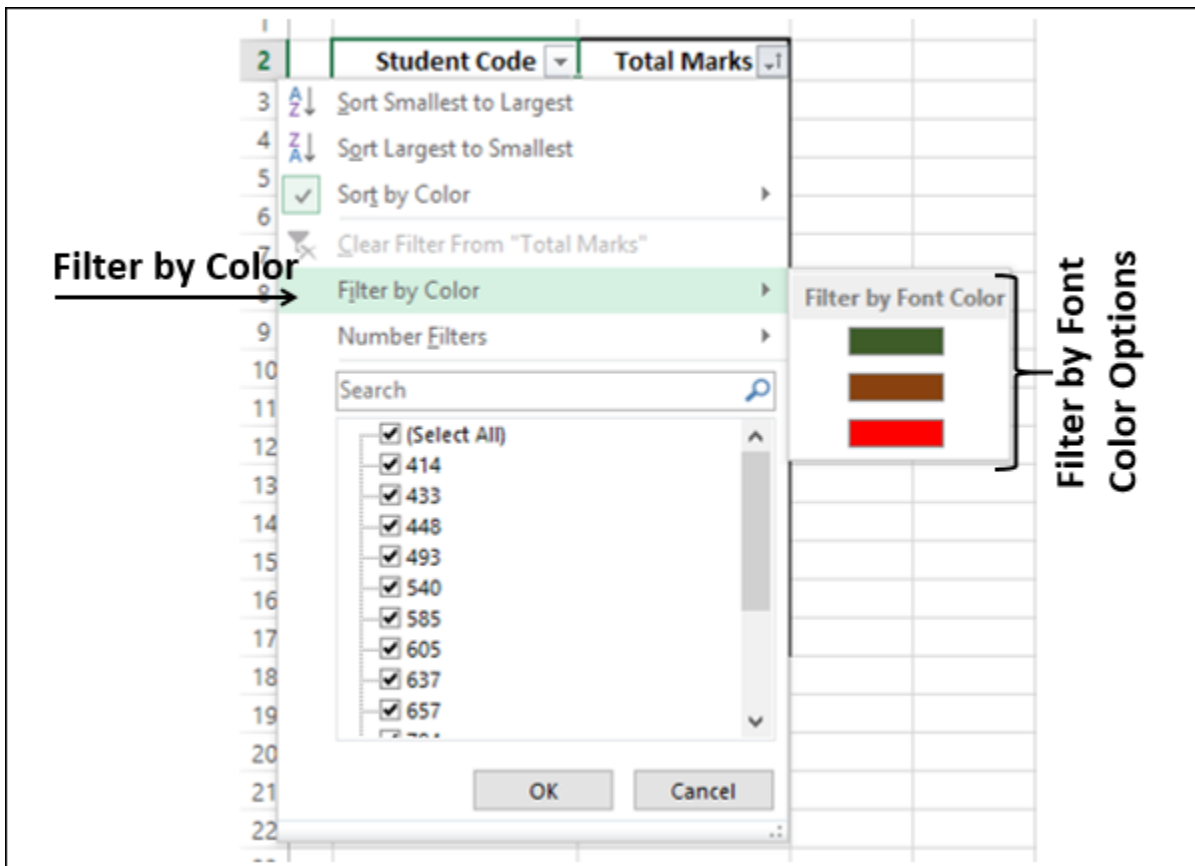 2 Student Code Total Marks
3 Sort Smallest to Largest
4 Sort Largest to Smallest
5 Sort by Color
6
7 Clear Filter From "Total Marks"
Filter by Color
8 Filter by Color
Filter by Font Color
9 Number Filters
10 Search
11
12 (Select All)
414
13 433
14 448
15 493
16 540
585
17 605
18 637
19 657
20
21 OK Cancel
22
Filter by Font
Color Options